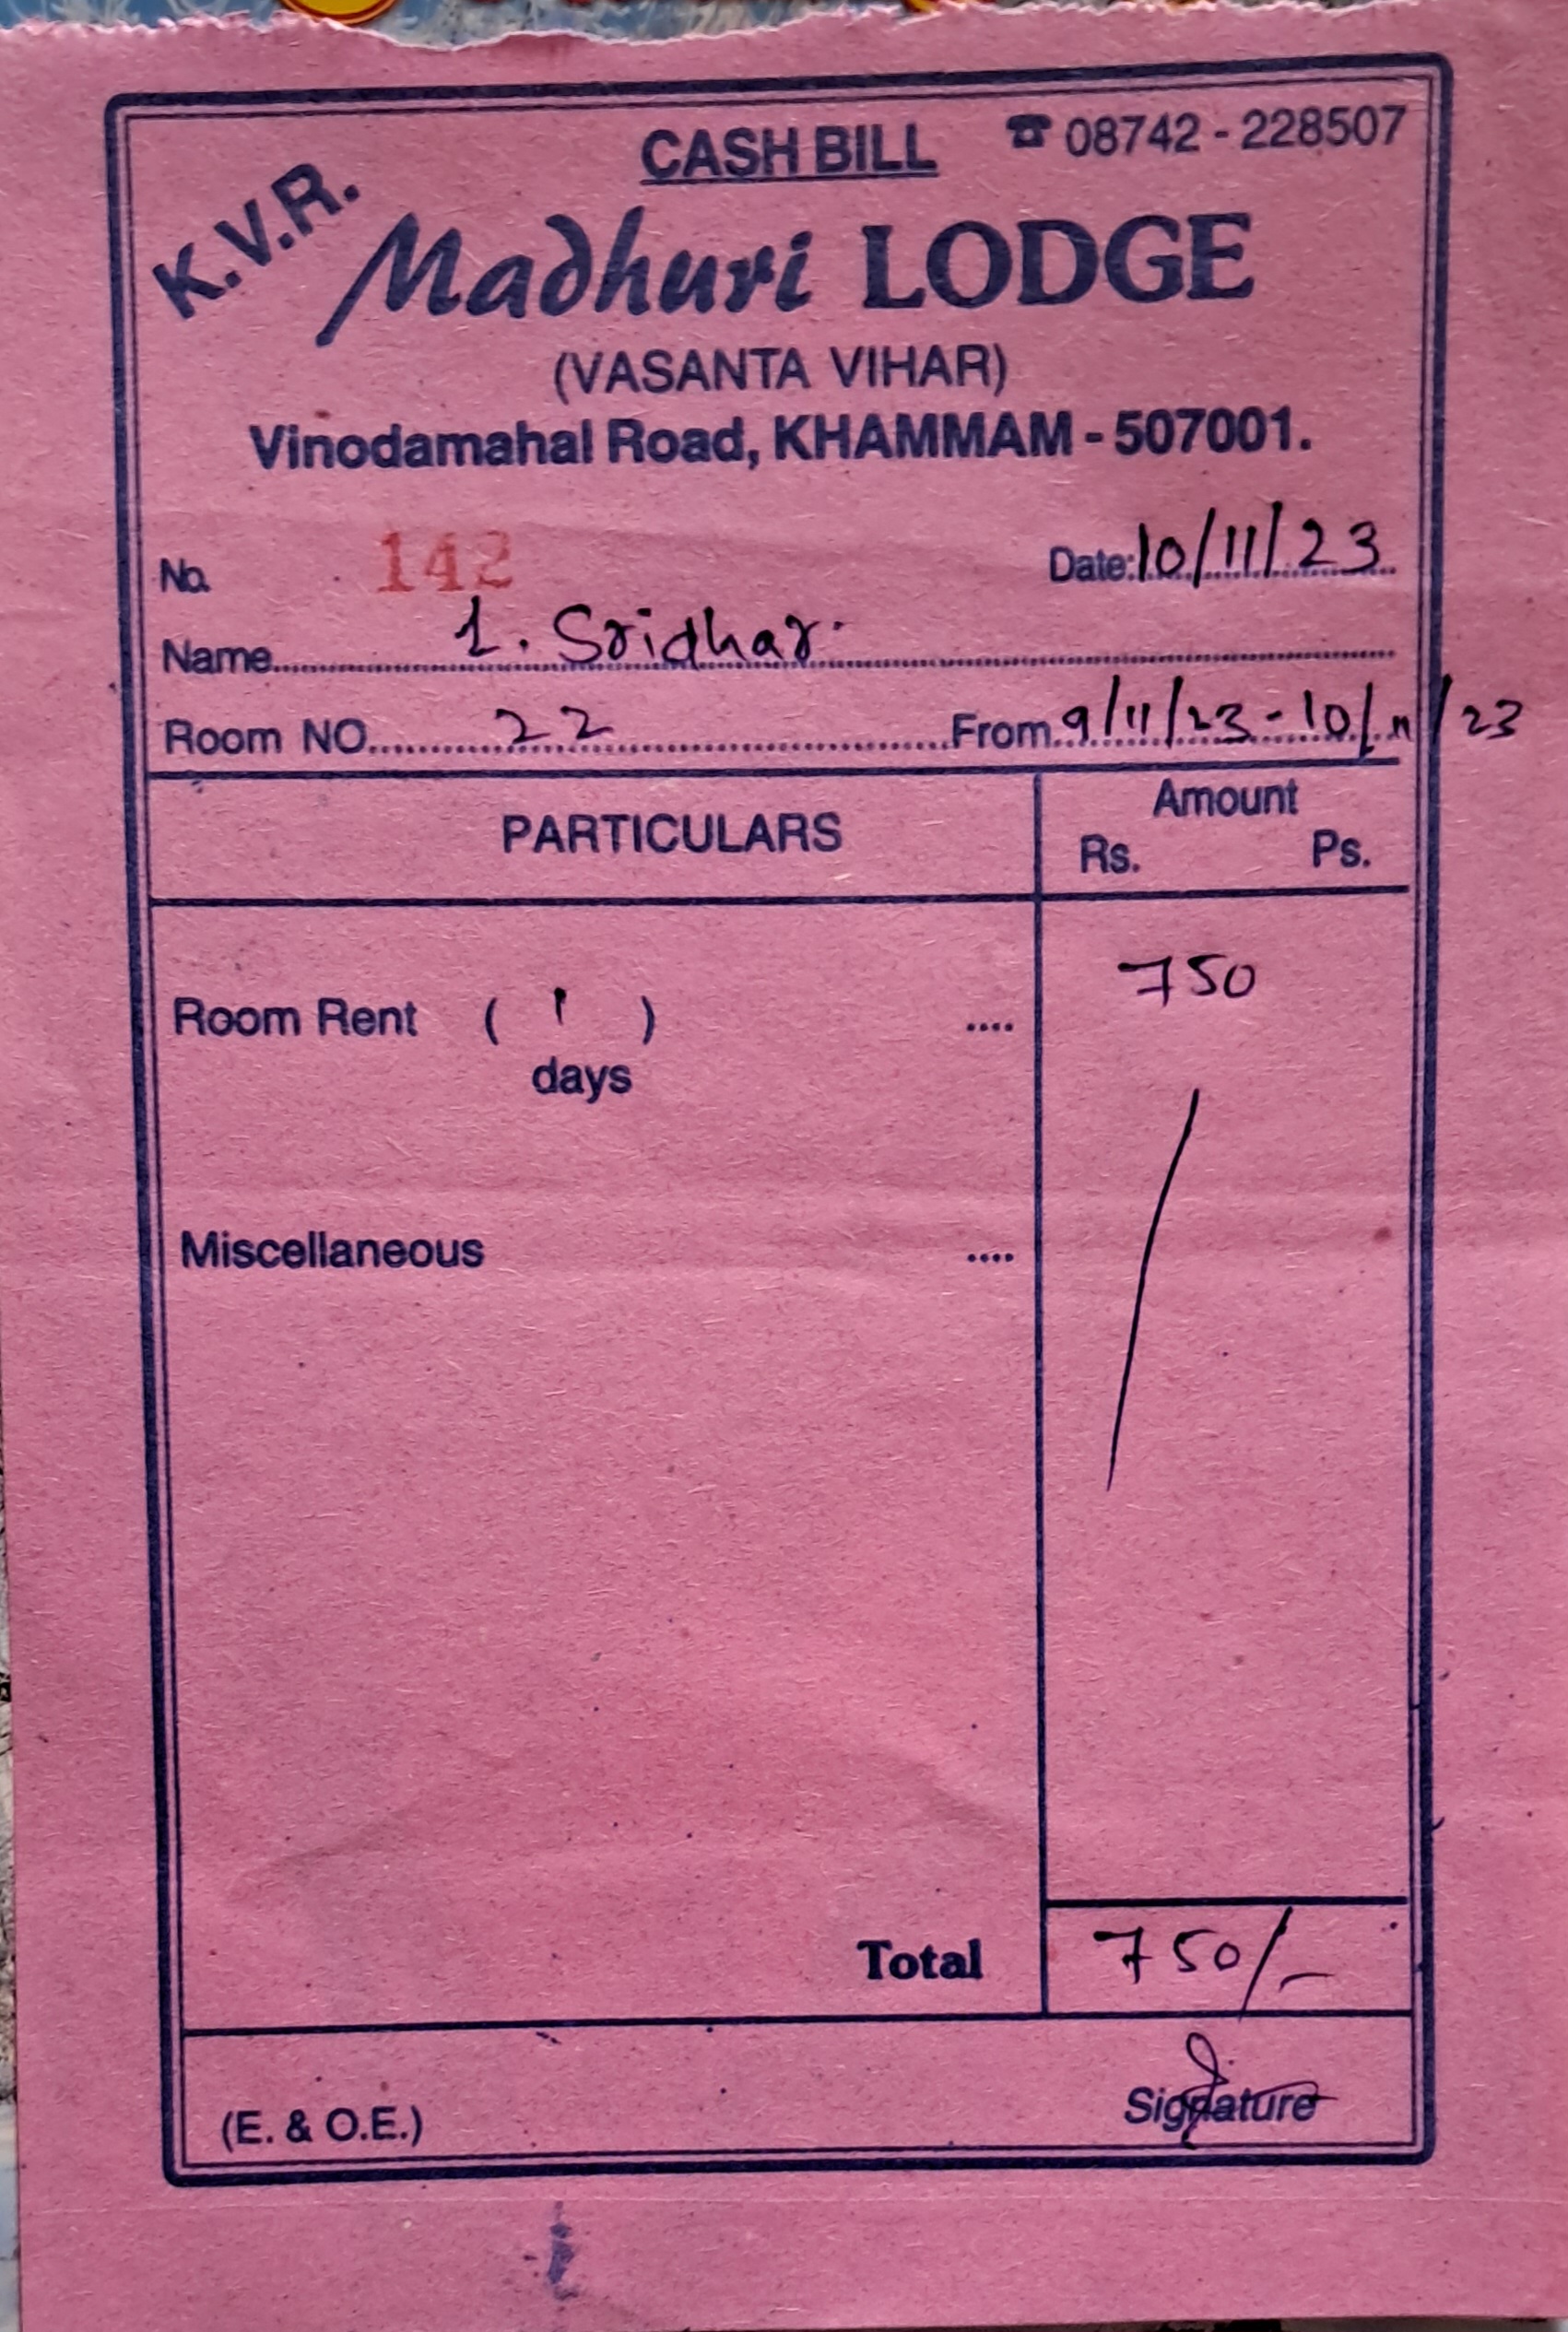 CASH BILL ☎ 08742 - 228507
K.V.R. Madhuri LODGE
(VASANTA VIHAR)
Vinodamahal Road, KHAMMAM - 507001.
No. 142 Date: 10/11/23
Name 1. Sridhar.
Room NO. 22 From 9/11/23 - 10/11/23
PARTICULARS Amount
Rs. Ps.
Room Rent ( 1 ) .... 750
days
Miscellaneous ....
Total 750/-
(E. & O.E.) Signature